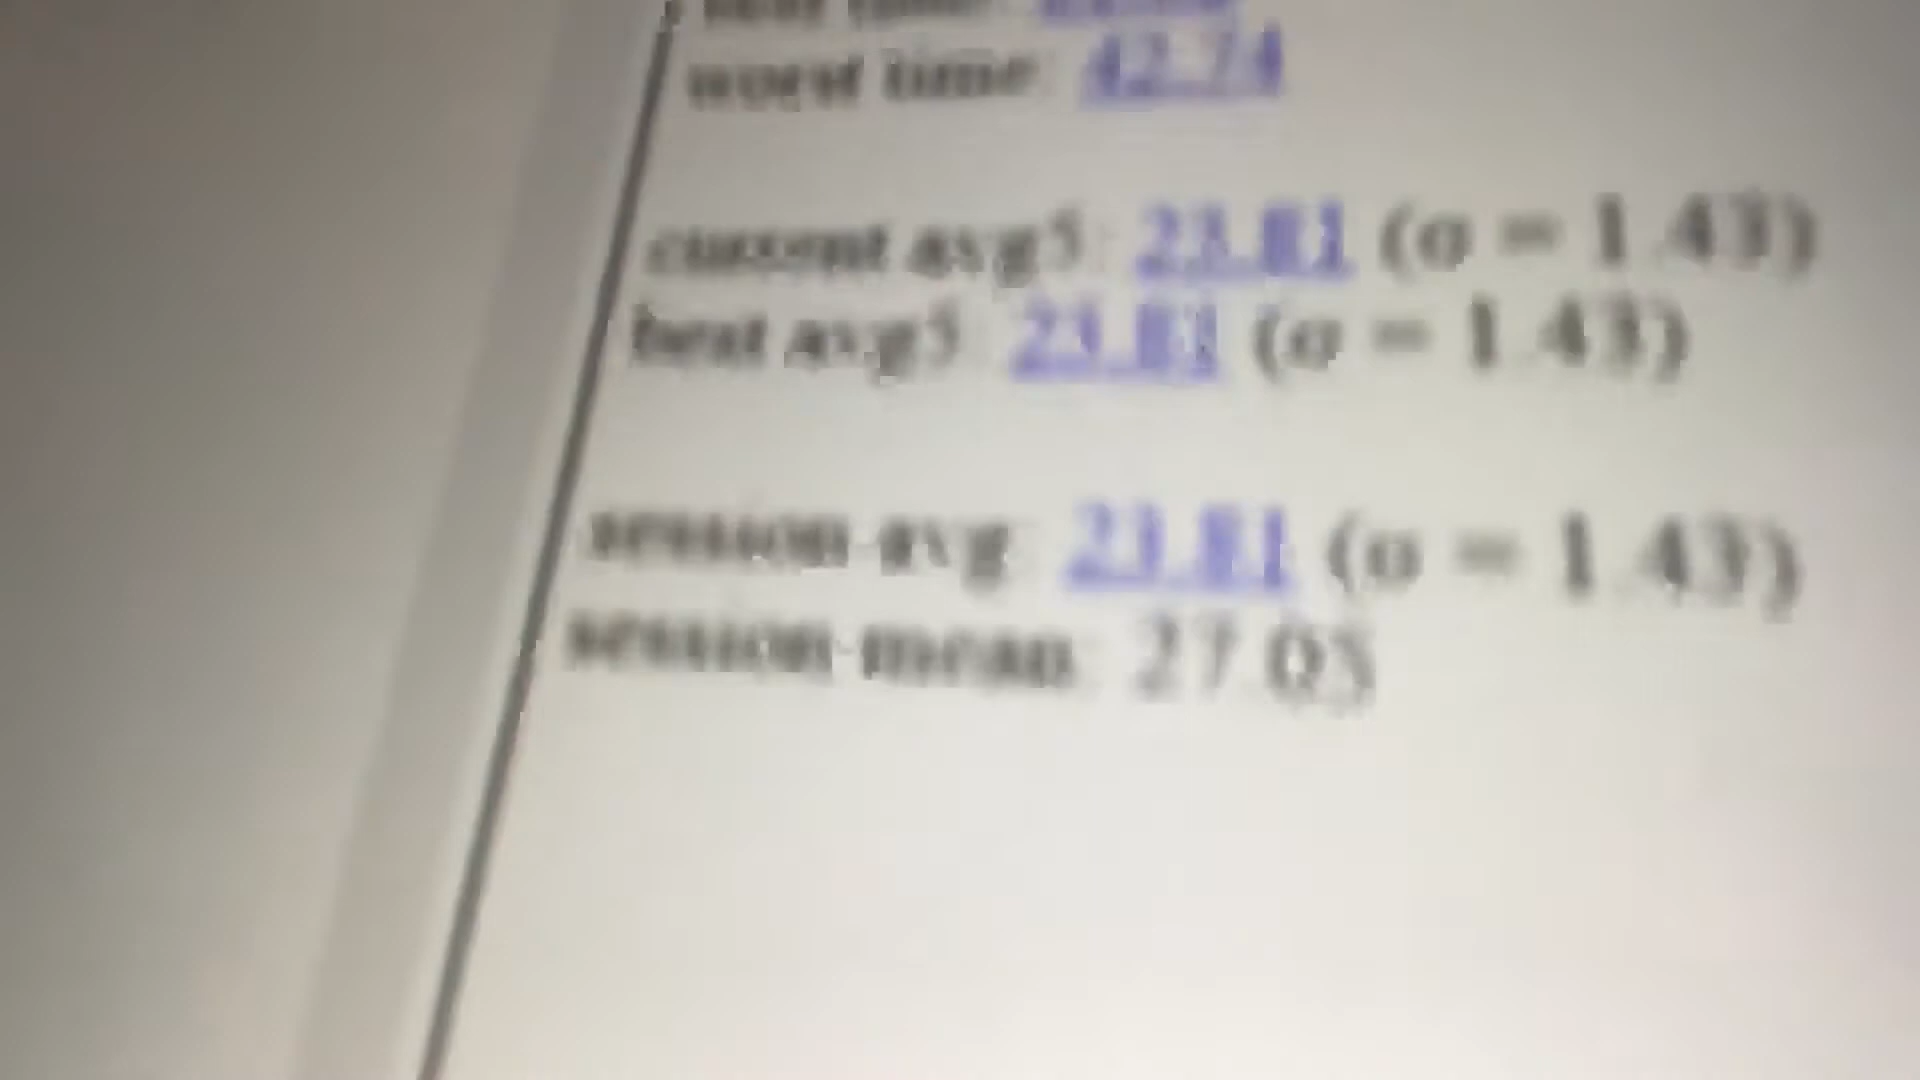 worst time: 42.74
current avg5: 23.81 (σ = 1.43)
best avg5: 23.81 (σ = 1.43)
session avg: 23.81 (σ = 1.43)
session mean: 27.05